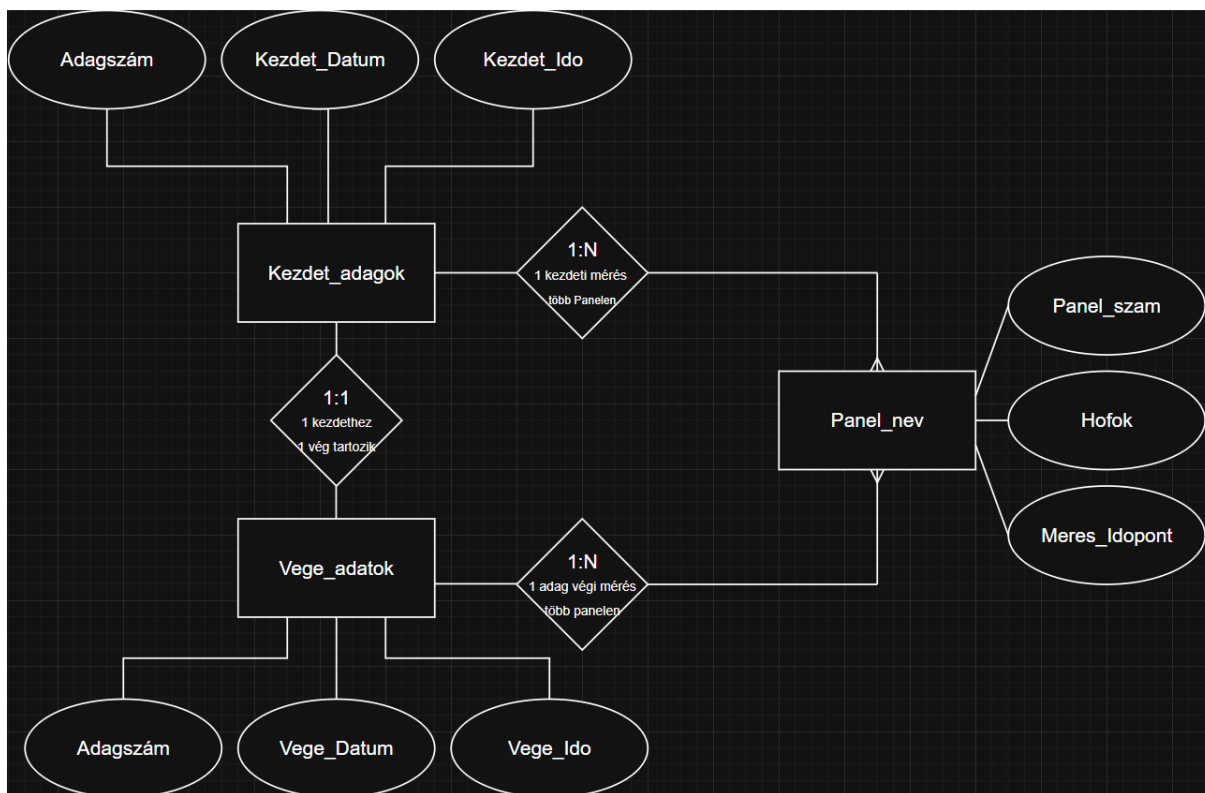 Adagszám
Kezdet_Datum
Kezdet_Ido
Kezdet_adagok
1:N
1 kezdeti mérés
több Panelen
Panel_szam
1:1
1 kezdethez
1 vég tartozik
Panel_nev
Hofok
Meres_Idopont
Vege_adatok
1:N
1 adag végi mérés
több panelen
Adagszám
Vege_Datum
Vege_Ido